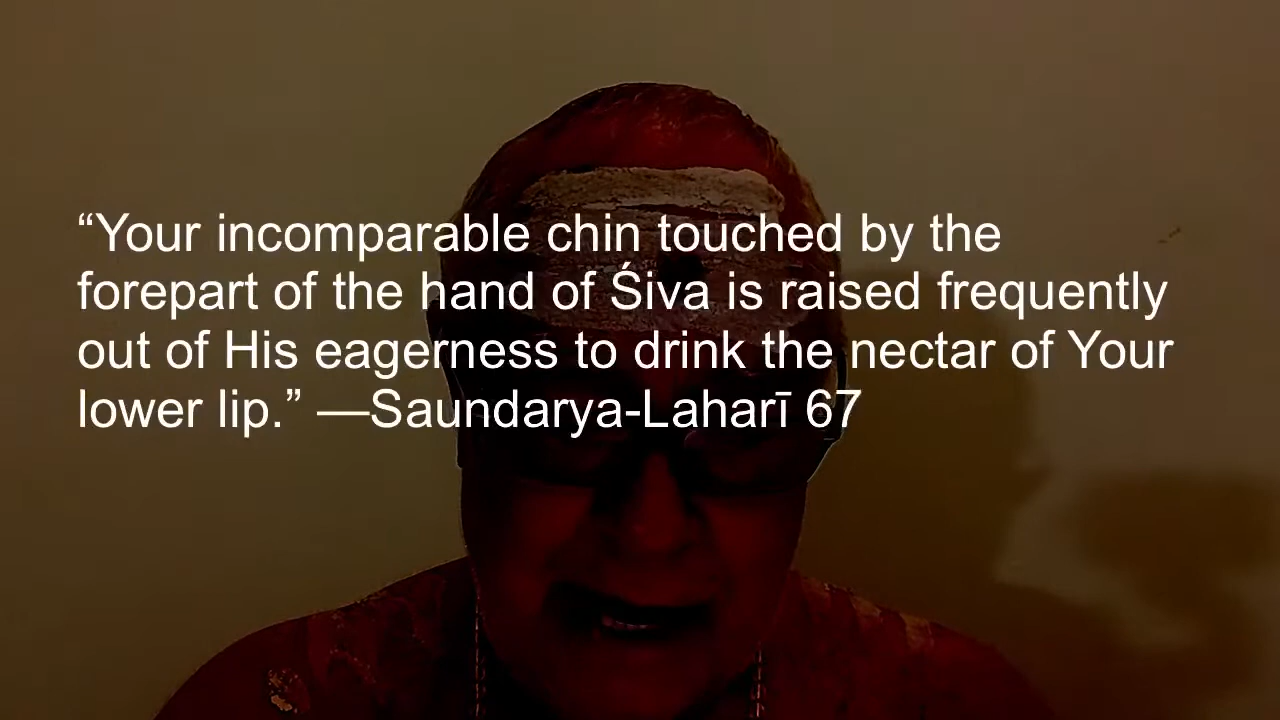 “Your incomparable chin touched by the
forepart of the hand of Śiva is raised frequently
out of His eagerness to drink the nectar of Your
lower lip.” —Saundarya-Laharī 67